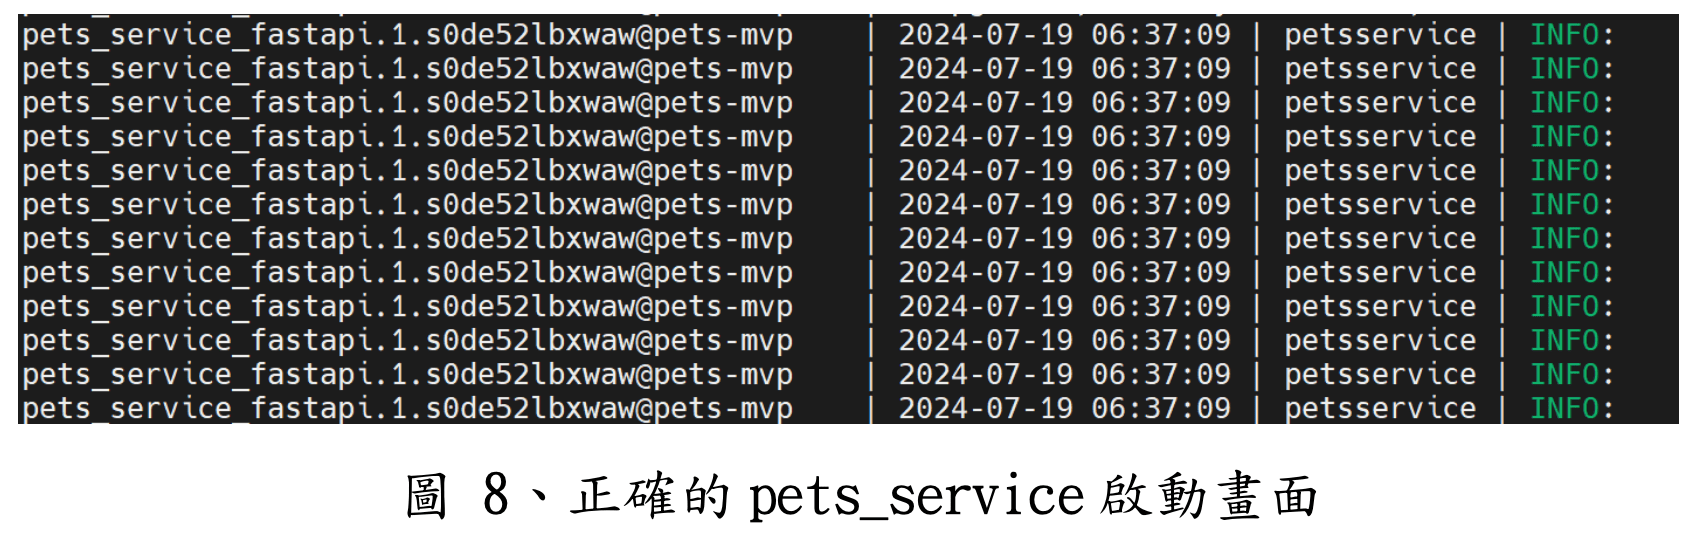 pets_service_fastapi.1.s0de52lbxwaw@pets-mvp    | 2024-07-19 06:37:09 | petsservice | INFO:
pets_service_fastapi.1.s0de52lbxwaw@pets-mvp    | 2024-07-19 06:37:09 | petsservice | INFO:
pets_service_fastapi.1.s0de52lbxwaw@pets-mvp    | 2024-07-19 06:37:09 | petsservice | INFO:
pets_service_fastapi.1.s0de52lbxwaw@pets-mvp    | 2024-07-19 06:37:09 | petsservice | INFO:
pets_service_fastapi.1.s0de52lbxwaw@pets-mvp    | 2024-07-19 06:37:09 | petsservice | INFO:
pets_service_fastapi.1.s0de52lbxwaw@pets-mvp    | 2024-07-19 06:37:09 | petsservice | INFO:
pets_service_fastapi.1.s0de52lbxwaw@pets-mvp    | 2024-07-19 06:37:09 | petsservice | INFO:
pets_service_fastapi.1.s0de52lbxwaw@pets-mvp    | 2024-07-19 06:37:09 | petsservice | INFO:
pets_service_fastapi.1.s0de52lbxwaw@pets-mvp    | 2024-07-19 06:37:09 | petsservice | INFO:
pets_service_fastapi.1.s0de52lbxwaw@pets-mvp    | 2024-07-19 06:37:09 | petsservice | INFO:
pets_service_fastapi.1.s0de52lbxwaw@pets-mvp    | 2024-07-19 06:37:09 | petsservice | INFO:
pets_service_fastapi.1.s0de52lbxwaw@pets-mvp    | 2024-07-19 06:37:09 | petsservice | INFO:
圖 8、正確的 pets_service 啟動畫面